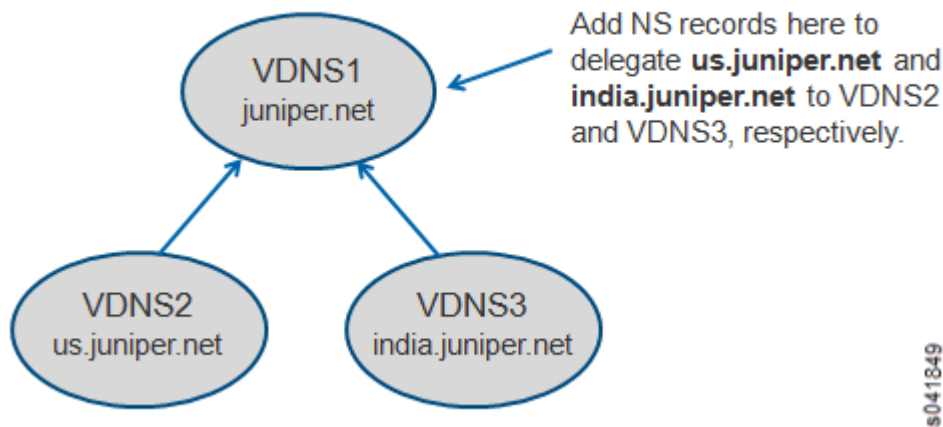 VDNS1
juniper.net
Add NS records here to
delegate us.juniper.net and
india.juniper.net to VDNS2
and VDNS3, respectively.
VDNS2
us.juniper.net
VDNS3
india.juniper.net
s041849